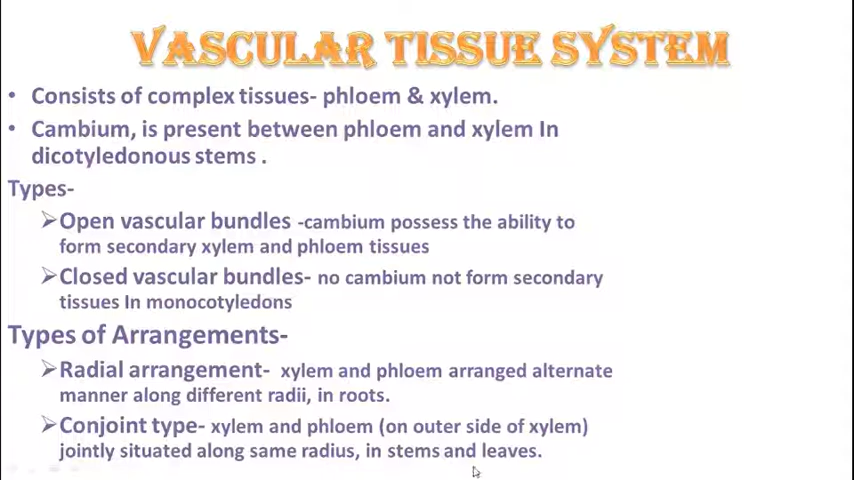 VASCULAR TISSUE SYSTEM
• Consists of complex tissues- phloem & xylem.
• Cambium, is present between phloem and xylem In
dicotyledonous stems .
Types-
➢Open vascular bundles -cambium possess the ability to
form secondary xylem and phloem tissues
➢Closed vascular bundles- no cambium not form secondary
tissues In monocotyledons
Types of Arrangements-
➢Radial arrangement- xylem and phloem arranged alternate
manner along different radii, in roots.
➢Conjoint type- xylem and phloem (on outer side of xylem)
jointly situated along same radius, in stems and leaves.